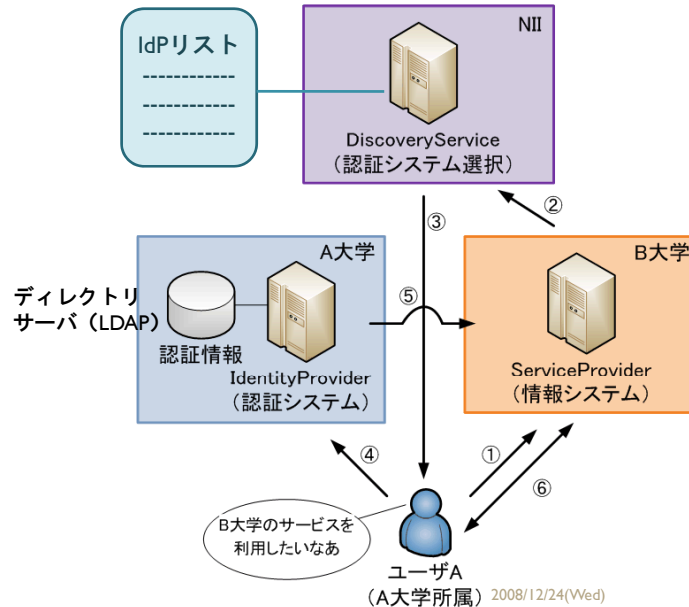 IdPリスト
------------
------------
------------
NII
DiscoveryService
（認証システム選択）
③
②
A大学
B大学
ディレクトリ
サーバ（LDAP）
⑤
認証情報
IdentityProvider
（認証システム）
ServiceProvider
（情報システム）
④
①
⑥
B大学のサービスを
利用したいなあ
ユーザA
（A大学所属）
2008/12/24(Wed)